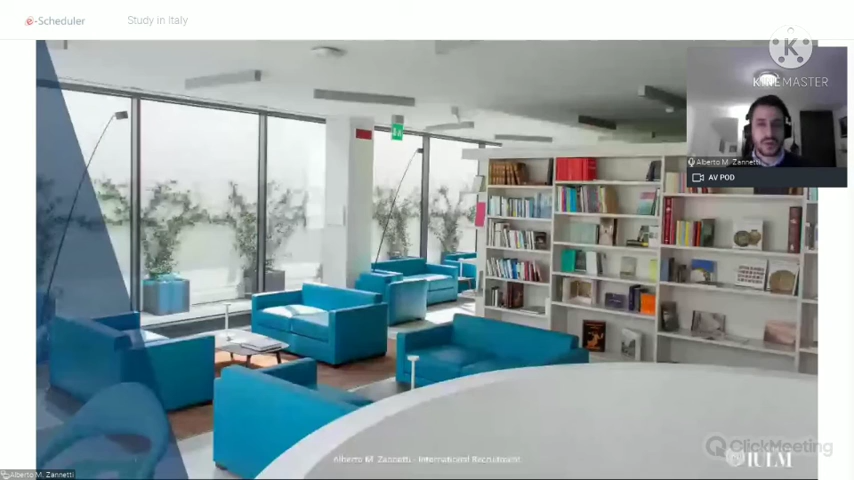 e-Scheduler
Study in Italy
KINEMASTER
Alberto M. Zannetti
AV POD
ClickMeeting
IULM
Alberto M. Zannetti - International Recruitment
Alberto M. Zannetti